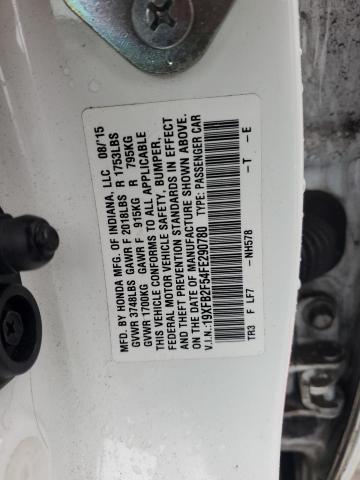 MFD. BY HONDA OF INDIANA, LLC 08/15
GVWR 3748LBS GAWR F 2018LBS R 1753LBS
GVWR 1700KG GAWR F 915KG R 795KG
THIS VEHICLE CONFORMS TO ALL APPLICABLE
FEDERAL MOTOR VEHICLE SAFETY, BUMPER,
AND THEFT PREVENTION STANDARDS IN EFFECT
ON THE DATE OF MANUFACTURE SHOWN ABOVE.
V.I.N.:19XFB2F54FE290780 TYPE: PASSENGER CAR
TR3 F LF7 -NH578 -T -E